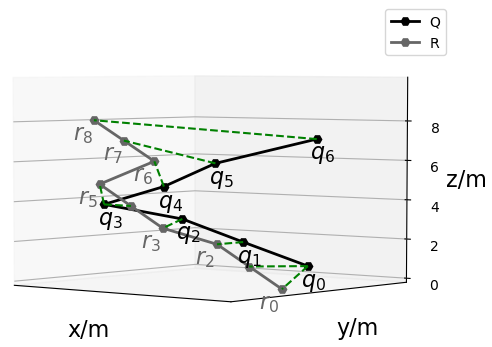 Q
R
r₈
r₇
r₆
r₅
r₃
r₂
r₀
q₆
q₅
q₄
q₃
q₂
q₁
q₀
8
6
4
2
0
z/m
x/m
y/m